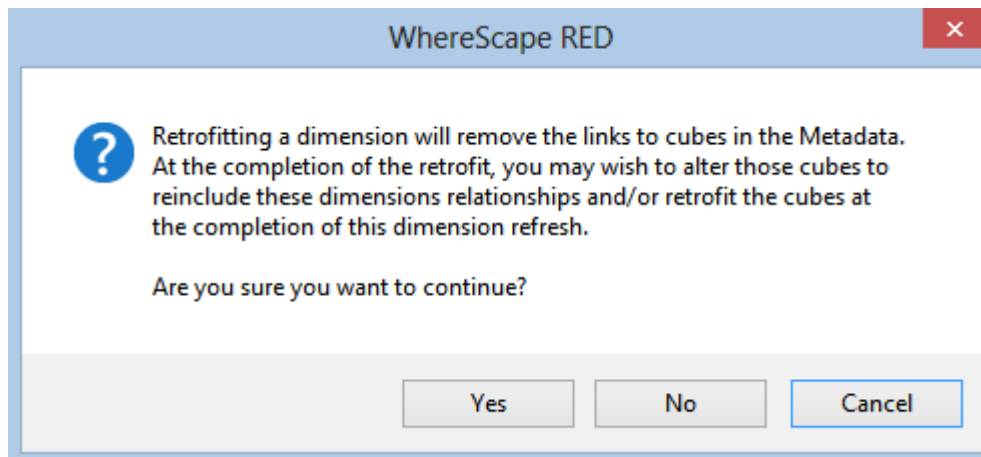 WhereScape RED
Retrofitting a dimension will remove the links to cubes in the Metadata.
At the completion of the retrofit, you may wish to alter those cubes to
reinclude these dimensions relationships and/or retrofit the cubes at
the completion of this dimension refresh.
Are you sure you want to continue?
Yes No Cancel